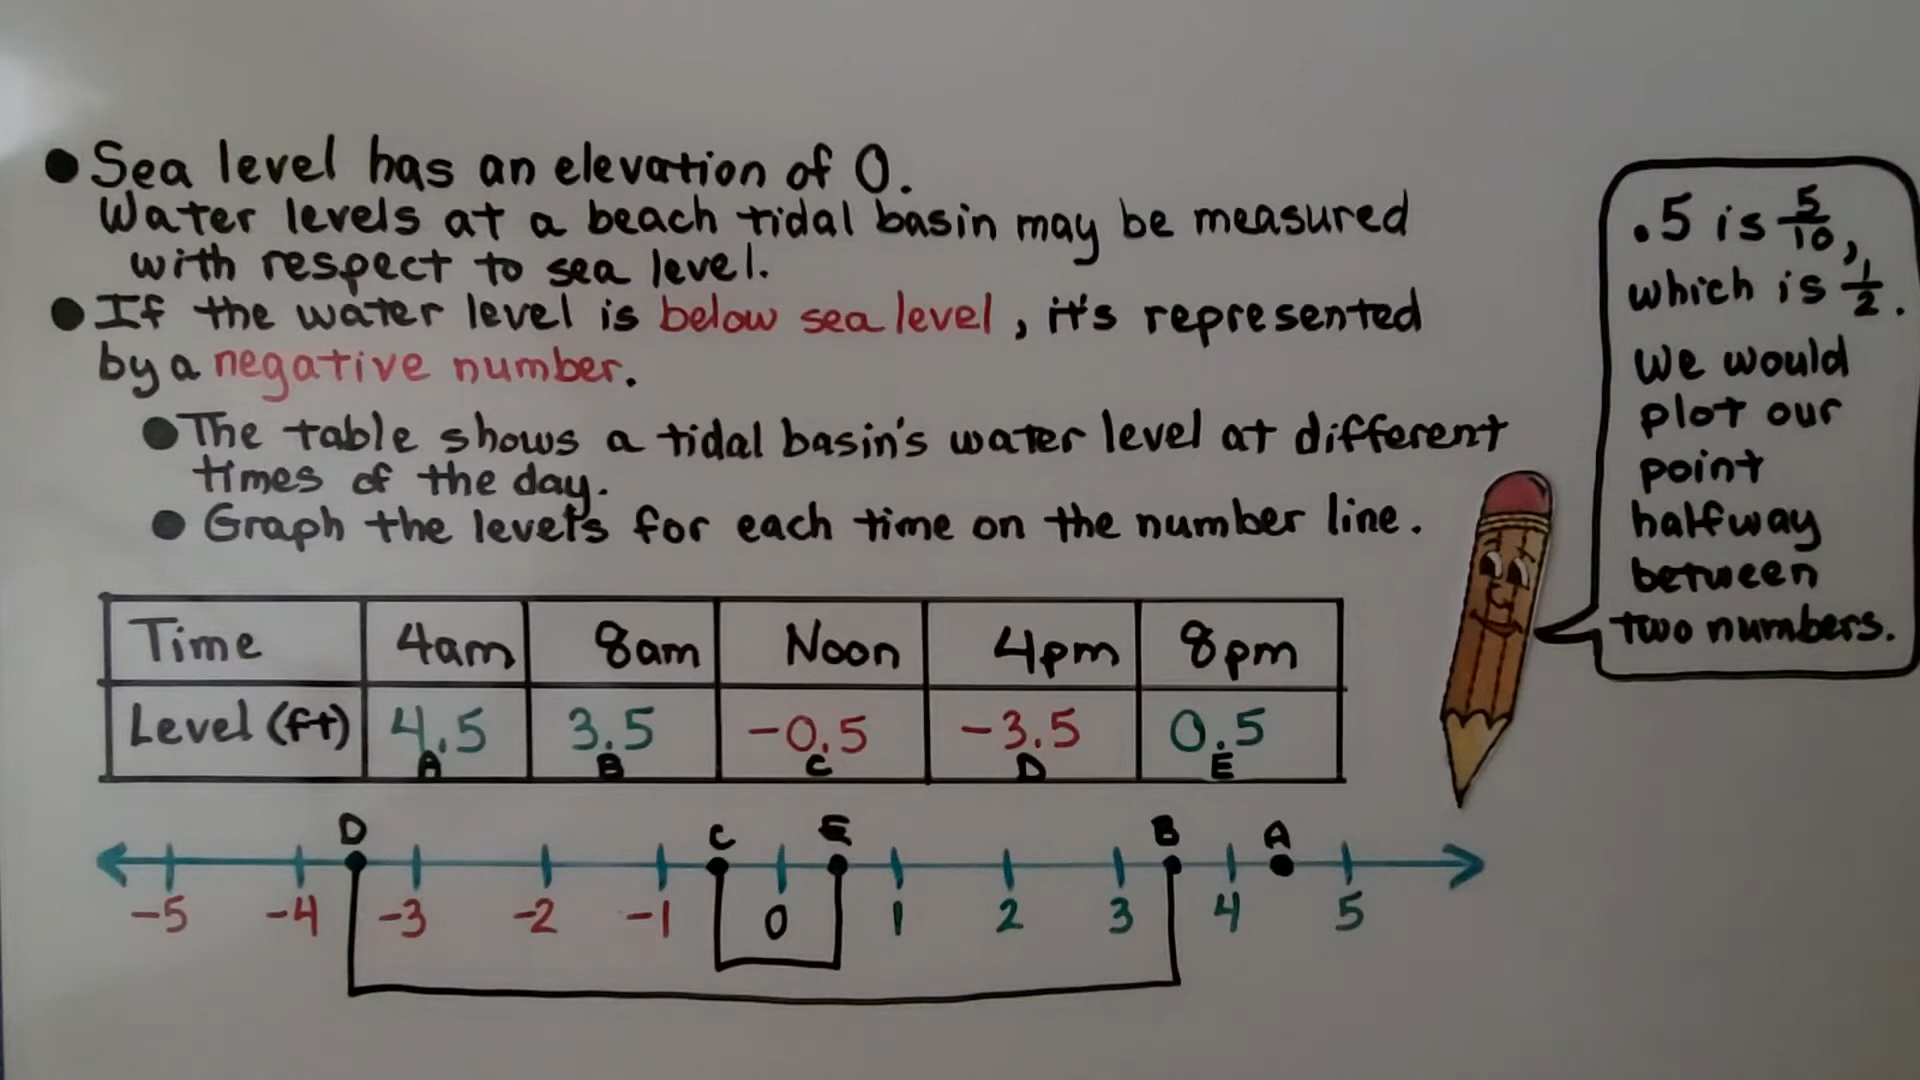 ● Sea level has an elevation of 0.
Water levels at a beach tidal basin may be measured
with respect to sea level.
● If the water level is below sea level, it's represented
by a negative number.
● The table shows a tidal basin's water level at different
times of the day.
● Graph the levels for each time on the number line.
.5 is 5/10,
which is 1/2.
We would
plot our
point
halfway
between
two numbers.
Time 4am 8am Noon 4pm 8pm
Level (ft) 4.5 3.5 -0.5 -3.5 0.5
A B C D E
D C E B A
-5 -4 -3 -2 -1 0 1 2 3 4 5